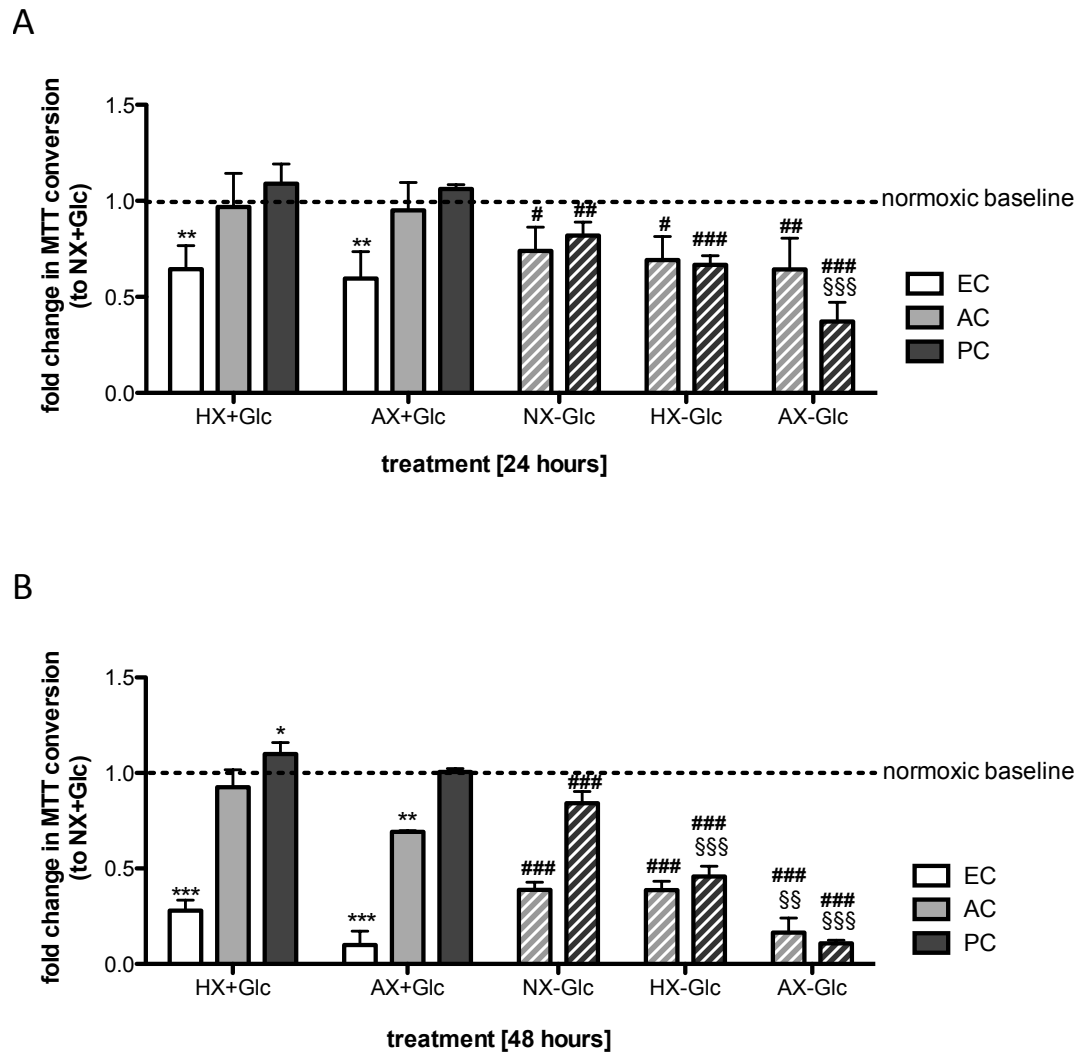 A
fold change in MTT conversion
(to NX+Glc)
1.5
1.0
0.5
0.0
normoxic baseline
**
**
#
##
#
###
##
###
§§§
EC
AC
PC
HX+Glc
AX+Glc
NX-Glc
HX-Glc
AX-Glc
treatment [24 hours]
B
fold change in MTT conversion
(to NX+Glc)
1.5
1.0
0.5
0.0
normoxic baseline
***
*
***
**
###
###
###
###
§§§
###
§§
###
§§§
EC
AC
PC
HX+Glc
AX+Glc
NX-Glc
HX-Glc
AX-Glc
treatment [48 hours]